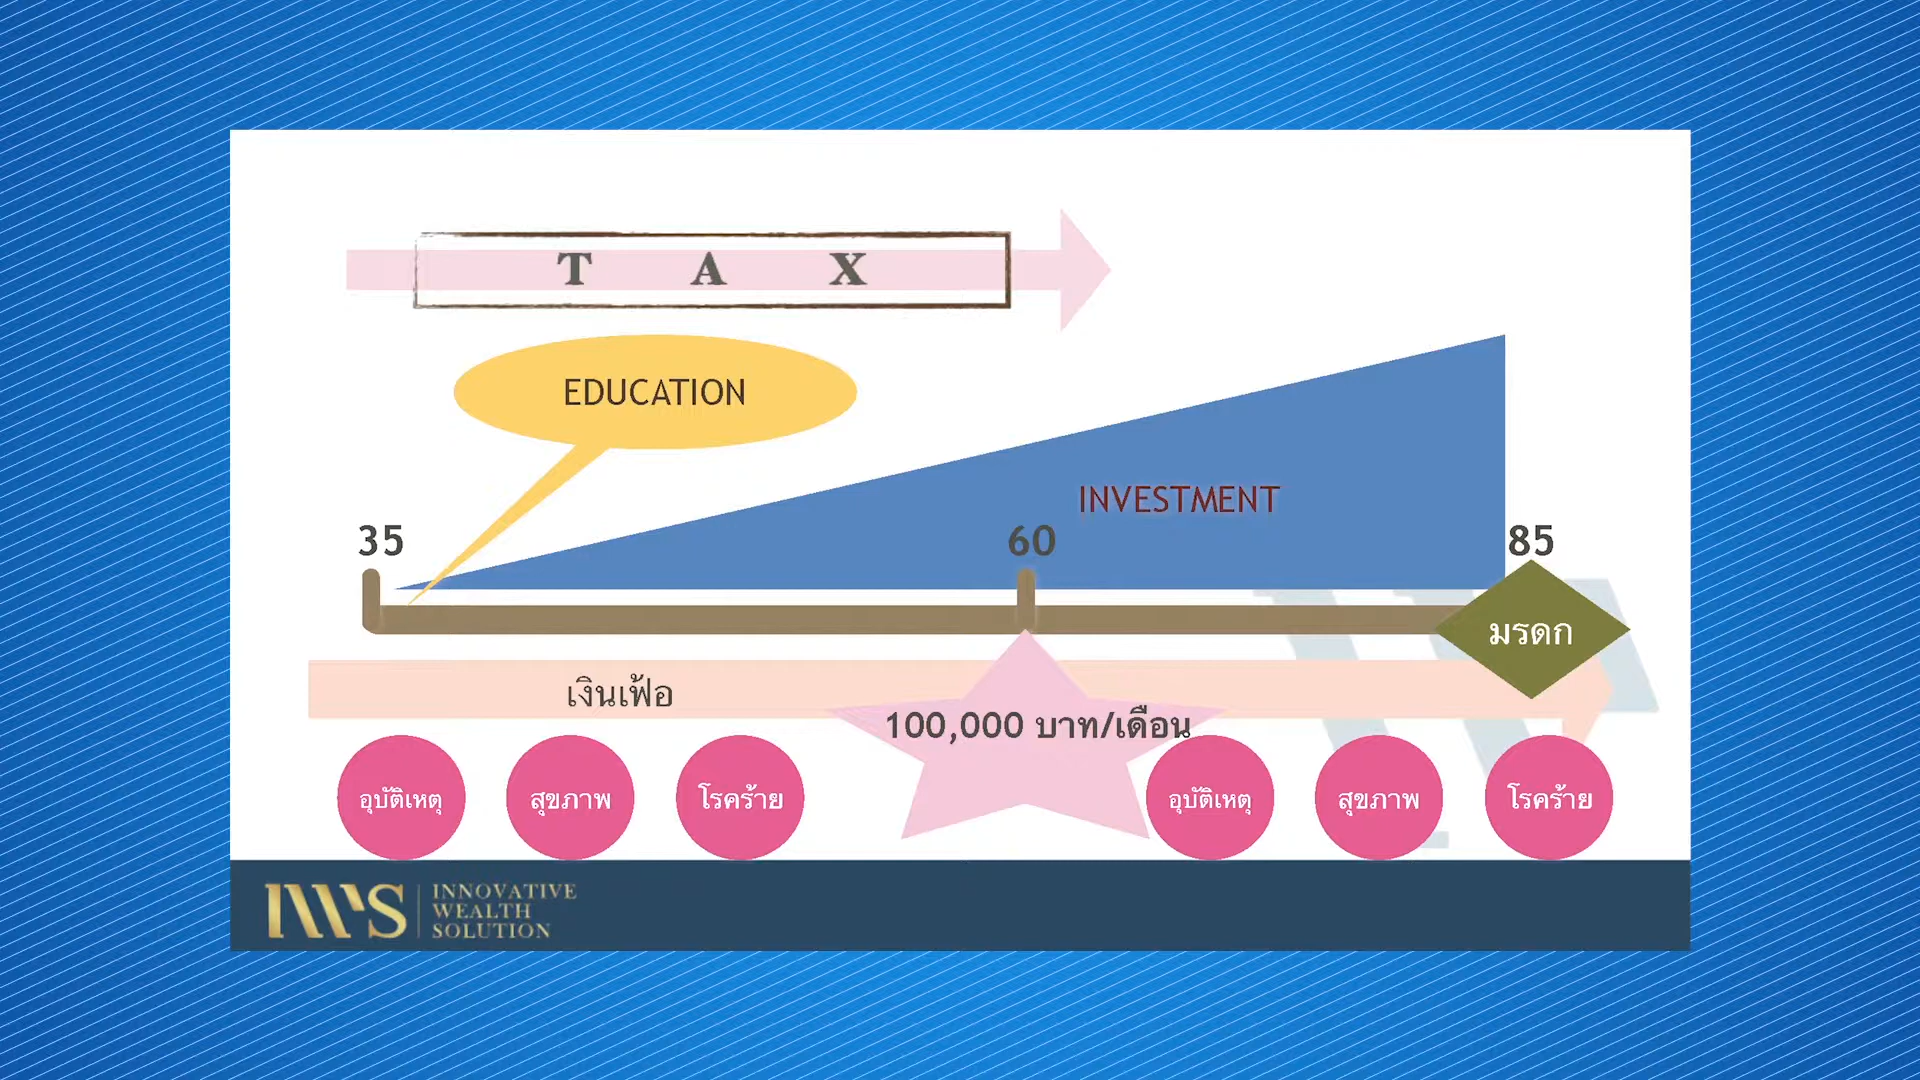 T A X
EDUCATION
INVESTMENT
35
60
85
มรดก
เงินเฟ้อ
100,000 บาท/เดือน
อุบัติเหตุ
สุขภาพ
โรคร้าย
อุบัติเหตุ
สุขภาพ
โรคร้าย
IWS
INNOVATIVE
WEALTH
SOLUTION